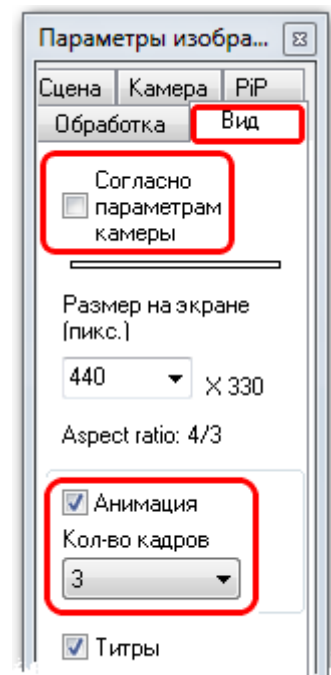 Параметры изобра...
Сцена Камера PiP
Обработка Вид
Согласно
параметрам
камеры
Размер на экране
(пикс.)
440 X 330
Aspect ratio: 4/3
Анимация
Кол-во кадров
3
Титры